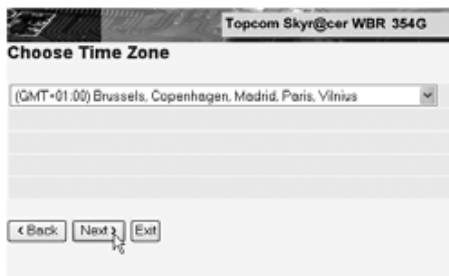 Topcom Skyr@cer WBR 354G
Choose Time Zone
(GMT+01:00) Brussels, Copenhagen, Madrid, Paris, Vilnius
< Back Next > Exit